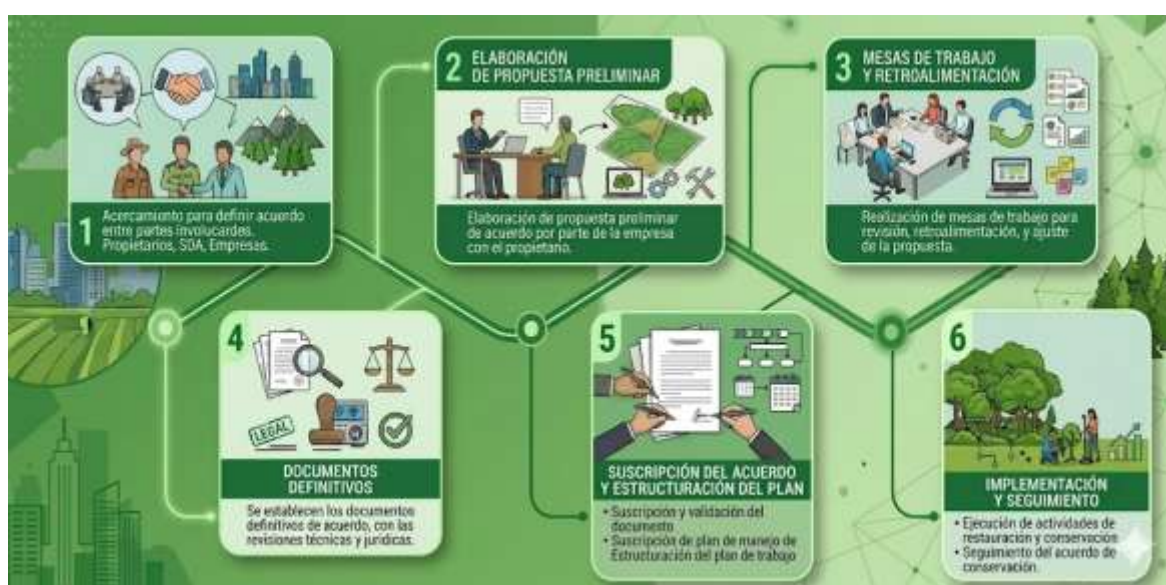 1
Acercamiento para definir acuerdo
entre partes involucardes.
Propietarios, SDA, Empresas.
2 ELABORACIÓN
DE PROPUESTA PRELIMINAR
Elaboración de propuesta preliminar
de acuerdo por parte de la empresa
con el propietario.
3 MESAS DE TRABAJO
Y RETROALIMENTACIÓN
Realización de mesas de trabajo para
revisión, retroalimentación, y ajuste
de la propuesta.
4
LEGAL
DOCUMENTOS
DEFINITIVOS
Se establecen los documentos
definitivos de acuerdo, con las
revisiones técnicas y jurídicas.
5
SUSCRIPCIÓN DEL ACUERDO
Y ESTRUCTURACIÓN DEL PLAN
• Suscripción y validación del
documento
• Suscripción de plan de manejo de
Estructuración del plan de trabajo
6
IMPLEMENTACIÓN
Y SEGUIMIENTO
• Ejecución de actividades de
restauración y conservación
• Seguimiento del acuerdo de
conservación.